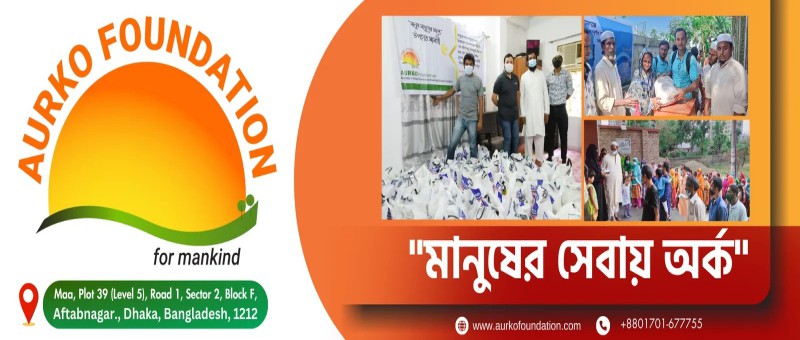 AURKO FOUNDATION
for mankind
Maa, Plot 39 (Level 5), Road 1, Sector 2, Block F,
Aftabnagar., Dhaka, Bangladesh, 1212
AURKO
"মানুষের সেবায় অর্ক"
www.aurkofoundation.com
+8801701-677755